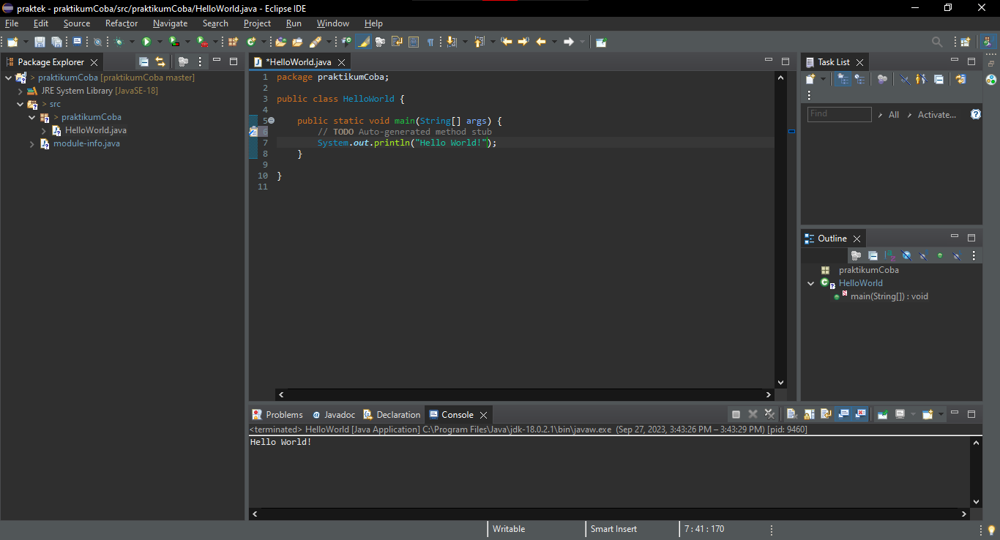 praktek - praktikumCoba/src/praktikumCoba/HelloWorld.java - Eclipse IDE
File Edit Source Refactor Navigate Search Project Run Window Help
Package Explorer
> praktikumCoba [praktikumCoba master]
JRE System Library [JavaSE-18]
> src
> praktikumCoba
HelloWorld.java
module-info.java
*HelloWorld.java
1 package praktikumCoba;
2
3 public class HelloWorld {
4
5 public static void main(String[] args) {
6 // TODO Auto-generated method stub
7 System.out.println("Hello World!");
8 }
9
10 }
11
Task List
Find All Activate...
Outline
praktikumCoba
HelloWorld
main(String[]) : void
Problems Javadoc Declaration Console
<terminated> HelloWorld [Java Application] C:\Program Files\Java\jdk-18.0.2.1\bin\javaw.exe (Sep 27, 2023, 3:43:26 PM – 3:43:29 PM) [pid: 9460]
Hello World!
Writable Smart Insert 7 : 41 : 170